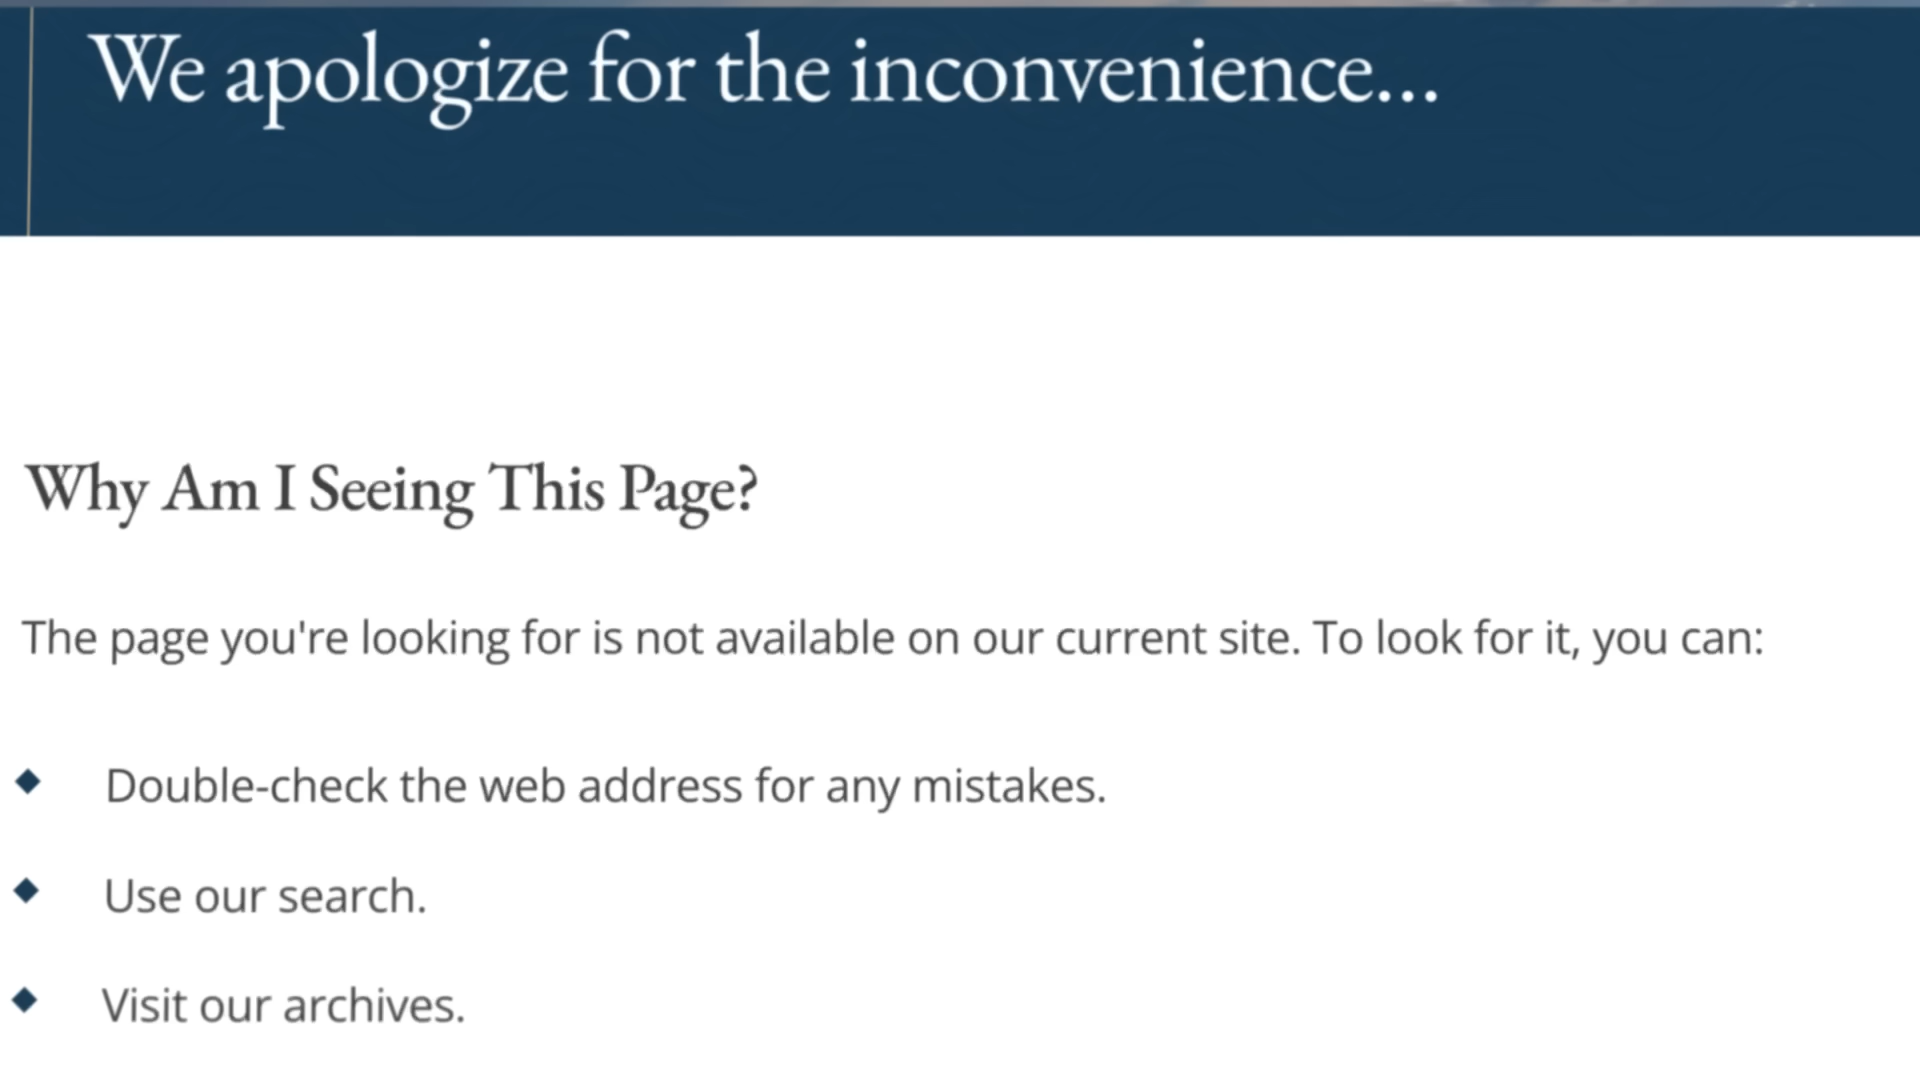 We apologize for the inconvenience...
Why Am I Seeing This Page?
The page you're looking for is not available on our current site. To look for it, you can:
Double-check the web address for any mistakes.
Use our search.
Visit our archives.